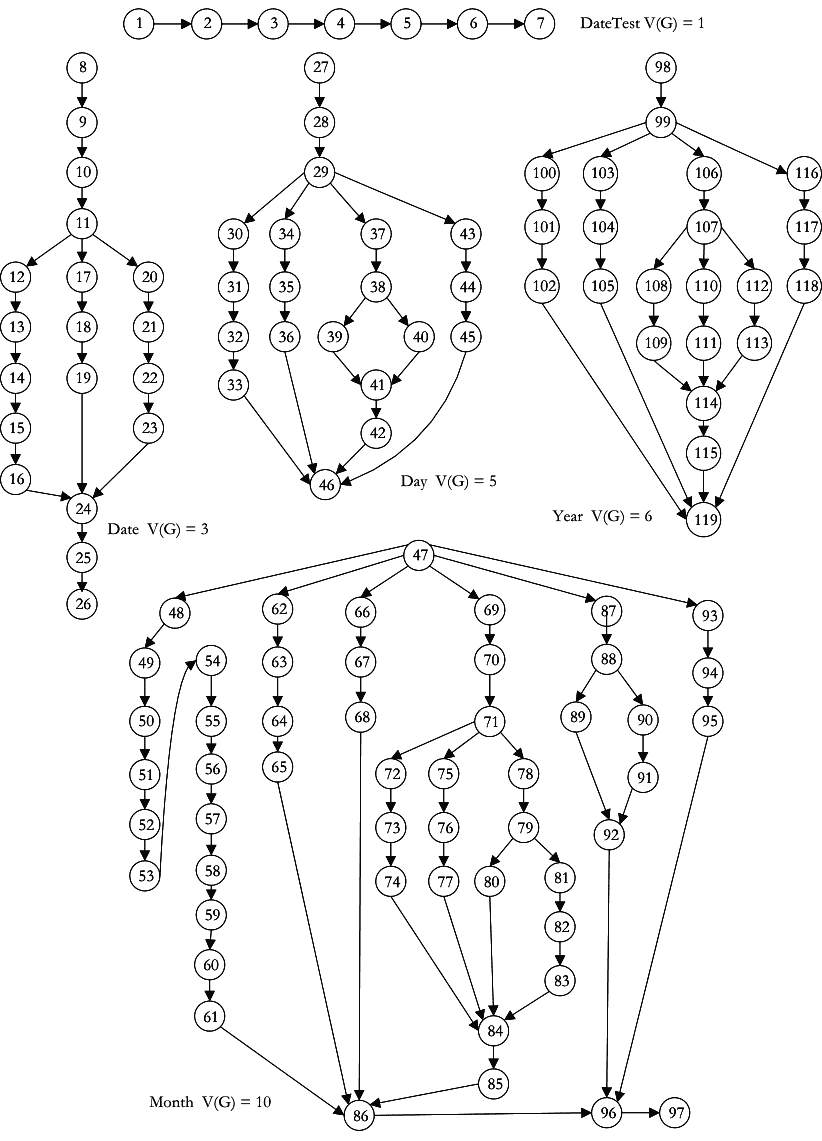 1 2 3 4 5 6 7 DateTest V(G) = 1
8 27 98
9 28 99
10 29 100 103 106 116
11 30 34 37 43 101 104 107 117
12 17 20 31 35 38 44 102 105 108 110 112 118
13 18 21 32 36 39 40 45 109 111 113
14 19 22 33 41 114
15 23 42 115
16 46 Day V(G) = 5
24 Year V(G) = 6 119
Date V(G) = 3
25
26
47
48 62 66 69 87 93
49 54 63 67 70 88 94
50 55 64 68 71 89 90 95
51 56 65 72 75 78 91
52 57 73 76 79 92
53 58 74 77 80 81
59 82
60 83
61 84
85
Month V(G) = 10 86 96 97